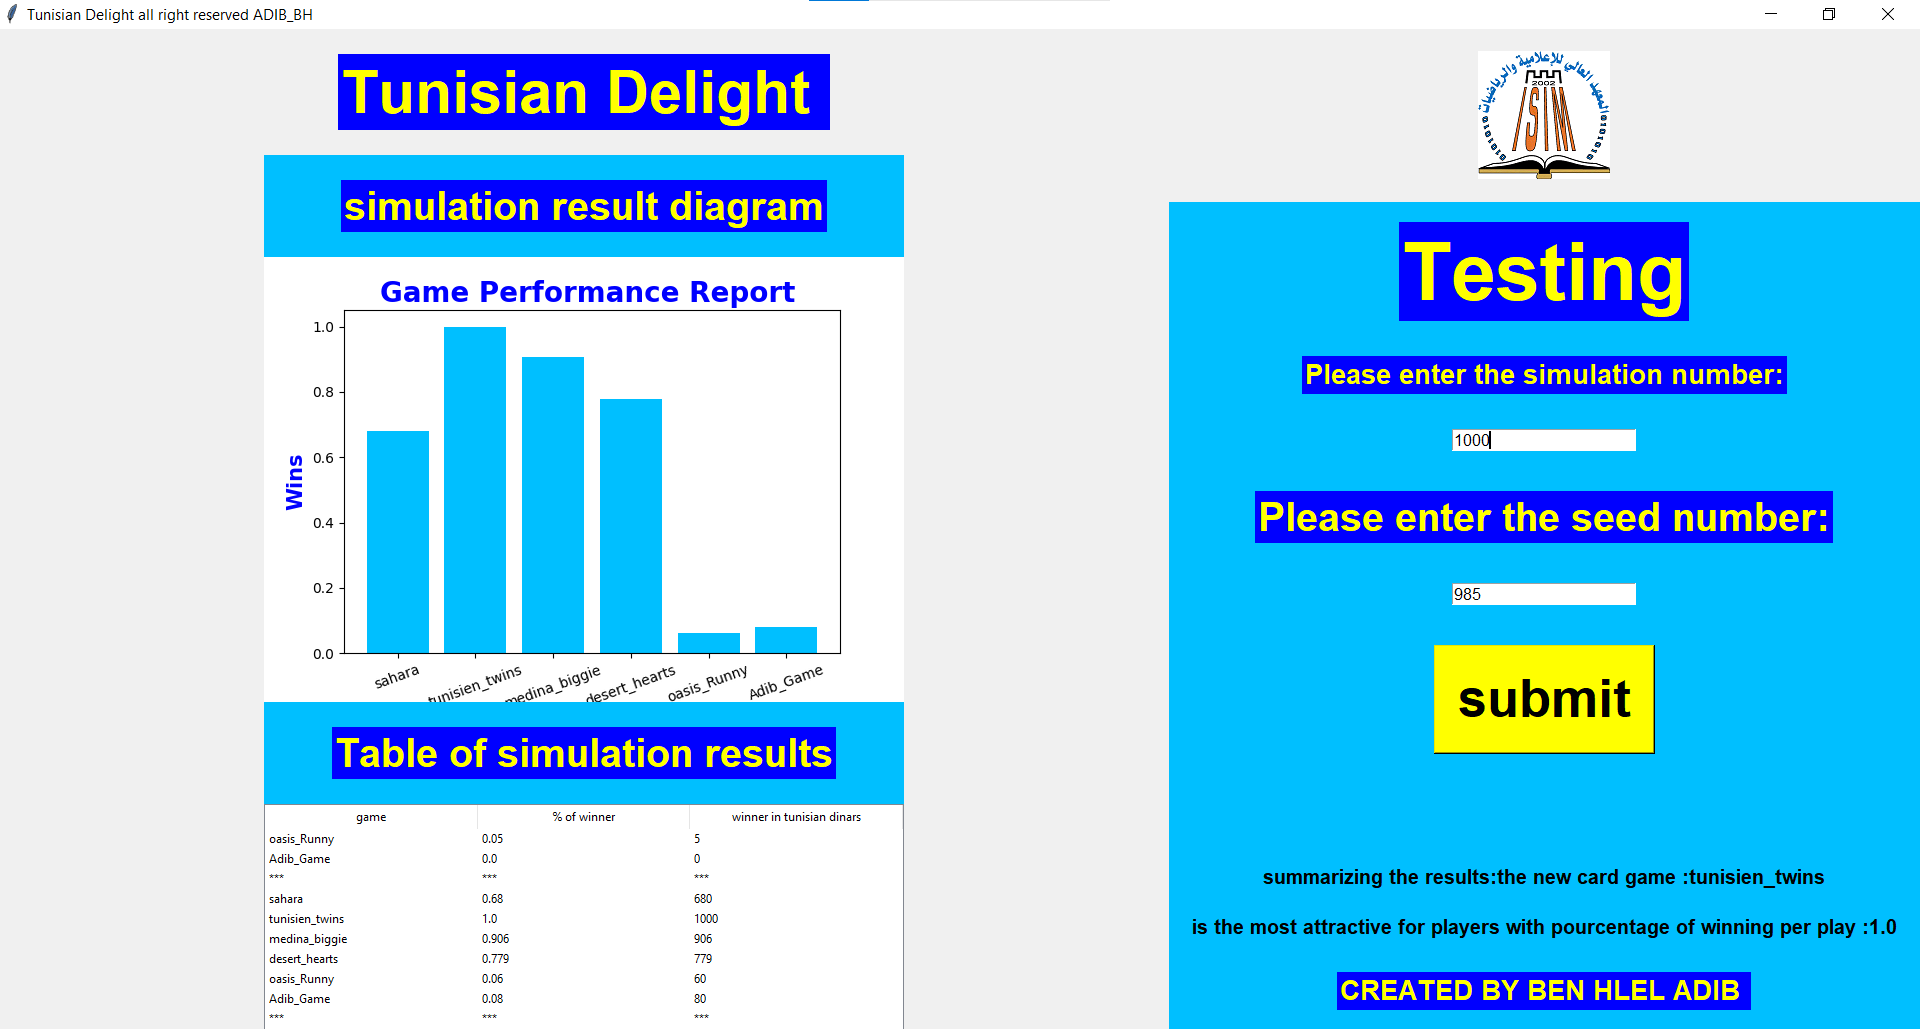 Tunisian Delight all right reserved ADIB_BH
Tunisian Delight
simulation result diagram
Game Performance Report
Wins
1.0
0.8
0.6
0.4
0.2
0.0
sahara
tunisien_twins
medina_biggie
desert_hearts
oasis_Runny
Adib_Game
Table of simulation results
game % of winner winner in tunisian dinars
oasis_Runny 0.05 5
Adib_Game 0.0 0
*** *** ***
sahara 0.68 680
tunisien_twins 1.0 1000
medina_biggie 0.906 906
desert_hearts 0.779 779
oasis_Runny 0.06 60
Adib_Game 0.08 80
*** *** ***
المعهد العالي للإعلامية والرياضيات
2002
ISIM
010101
010101
Testing
Please enter the simulation number:
1000
Please enter the seed number:
985
submit
summarizing the results:the new card game :tunisien_twins
is the most attractive for players with pourcentage of winning per play :1.0
CREATED BY BEN HLEL ADIB